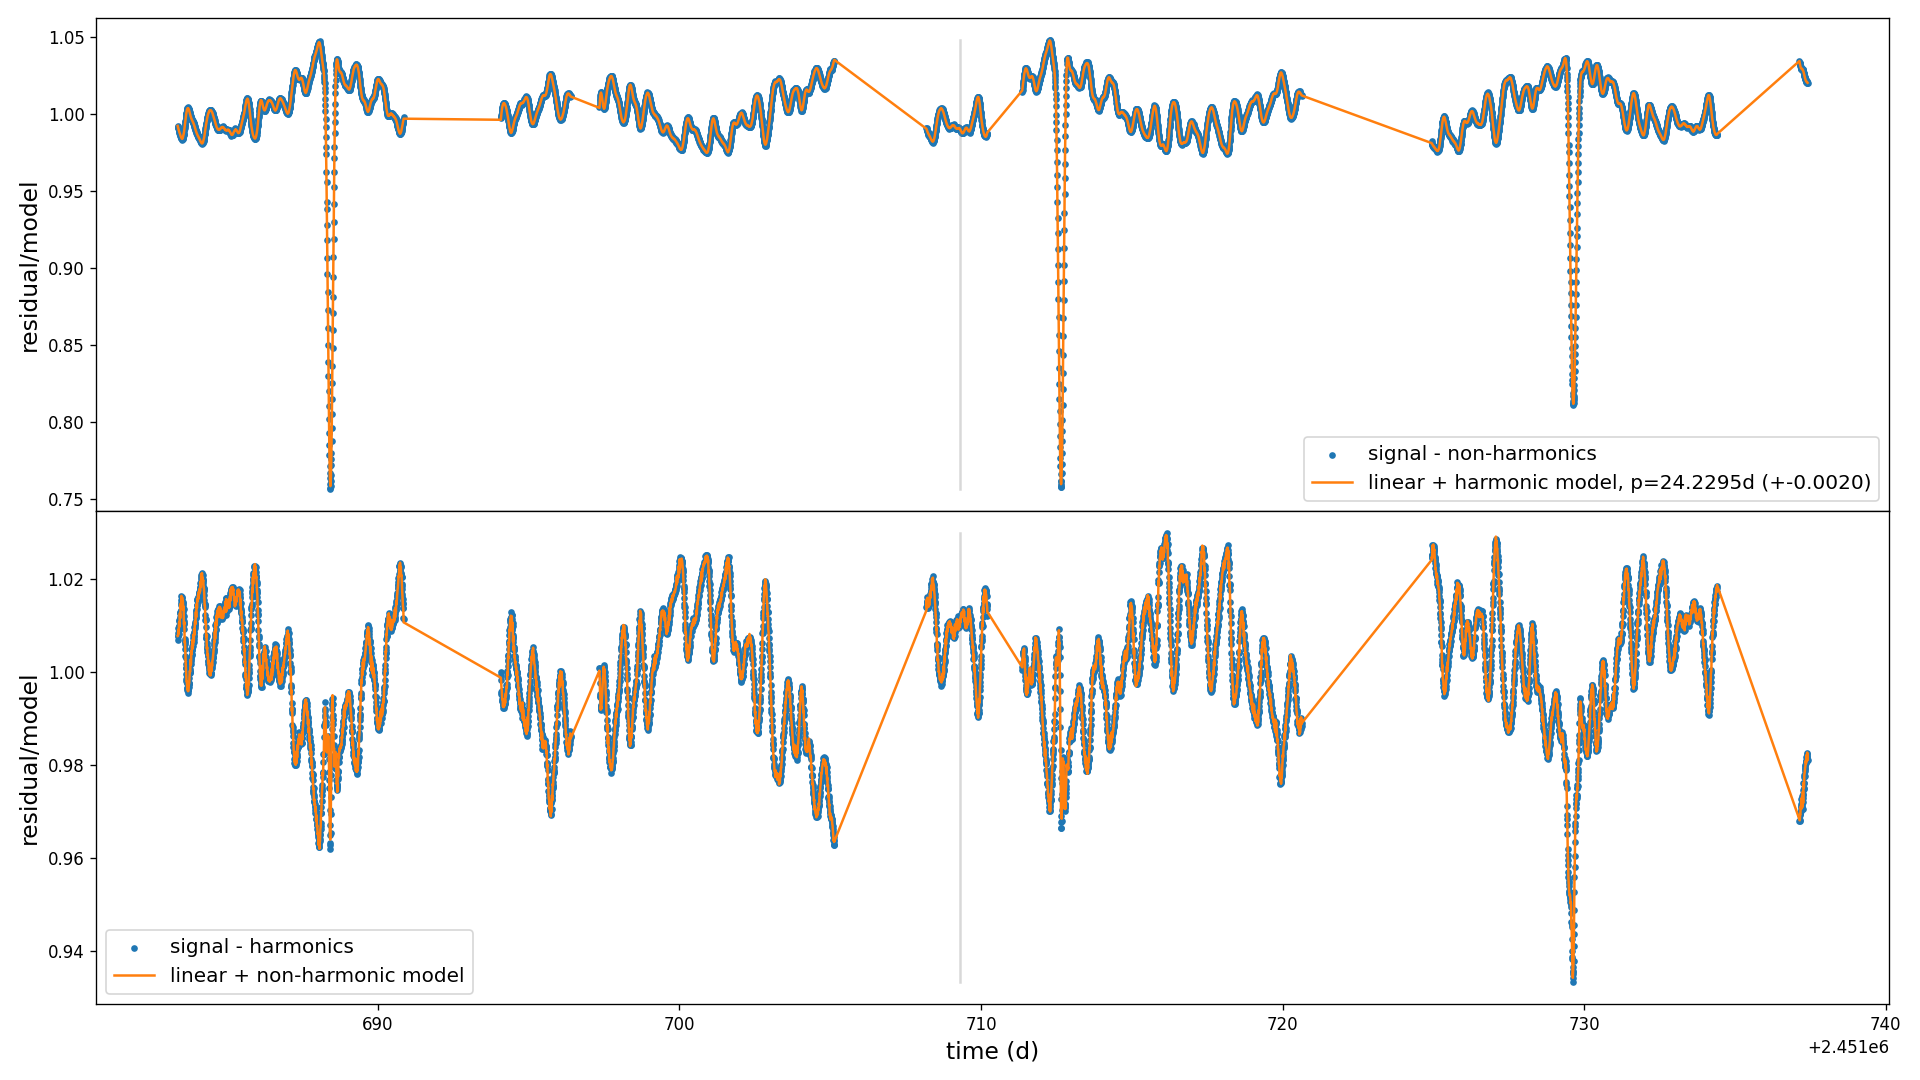 1.05
1.00
0.95
0.90
0.85
0.80
0.75
residual/model
signal - non-harmonics
linear + harmonic model, p=24.2295d (+-0.0020)
1.02
1.00
0.98
0.96
0.94
residual/model
signal - harmonics
linear + non-harmonic model
690
700
710
720
730
740
time (d)
+2.451e6